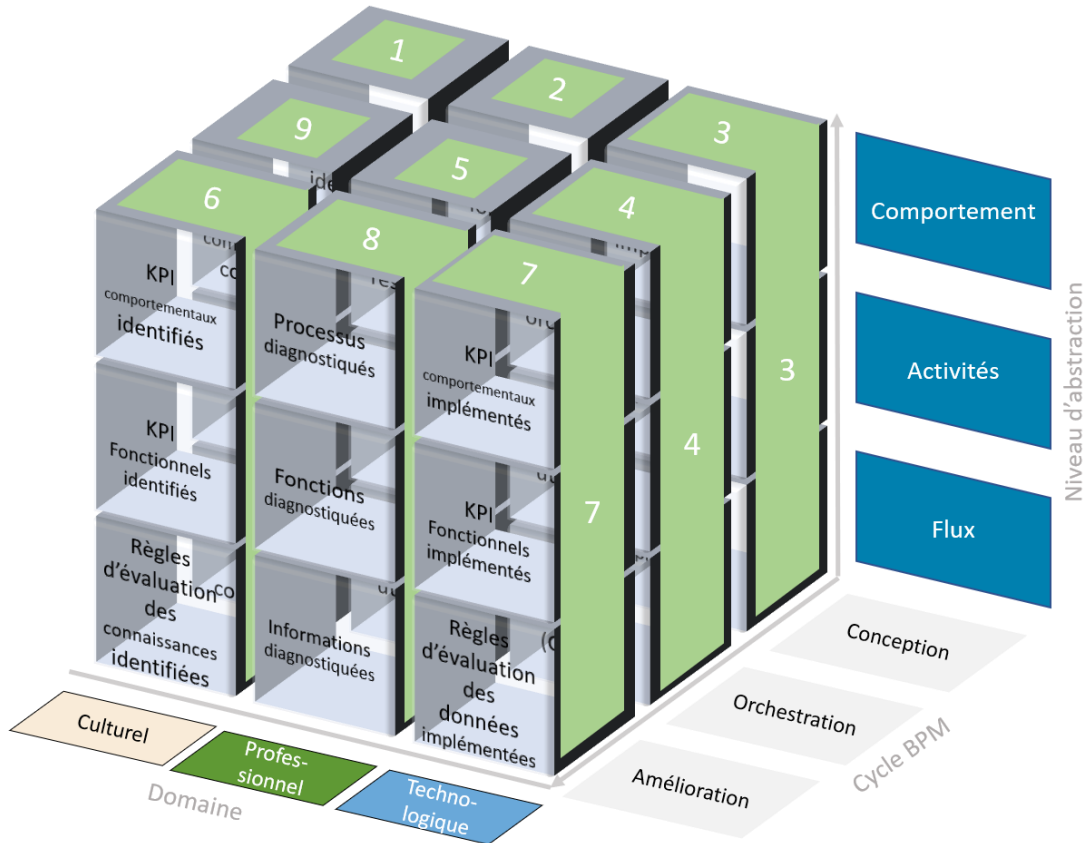 1
2
3
9
5
4
6
8
7
KPI
comportementaux
identifiés
Processus
diagnostiqués
KPI
comportementaux
implémentés
KPI
Fonctionnels
identifiés
Fonctions
diagnostiquées
KPI
Fonctionnels
implémentés
Règles
d'évaluation
des
connaissances
identifiées
Informations
diagnostiquées
Règles
d'évaluation
des
données
implémentées
7
4
3
Comportement
Activités
Flux
Niveau d'abstraction
Conception
Orchestration
Amélioration
Cycle BPM
Culturel
Profes-
sionnel
Techno-
logique
Domaine